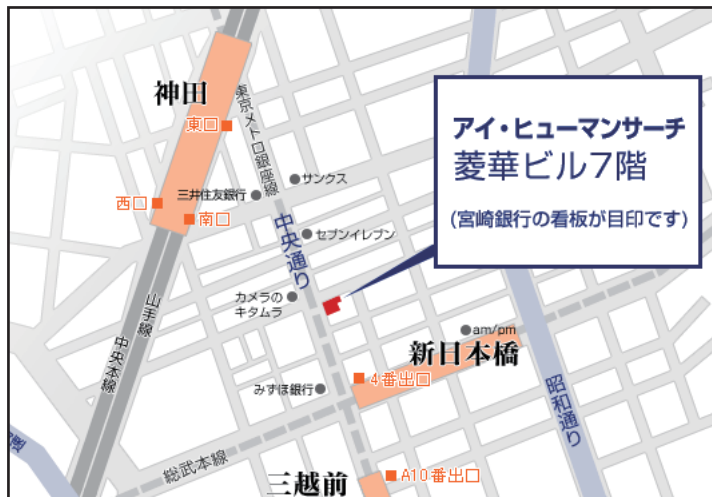 神田
東口
西口
南口
東京メトロ銀座線
三井住友銀行
サンクス
セブンイレブン
中央通り
カメラの
キタムラ
アイ・ヒューマンサーチ
菱華ビル7階
(宮崎銀行の看板が目印です)
山手線
中央本線
am/pm
新日本橋
4番出口
みずほ銀行
昭和通り
総武本線
三越前
A10番出口